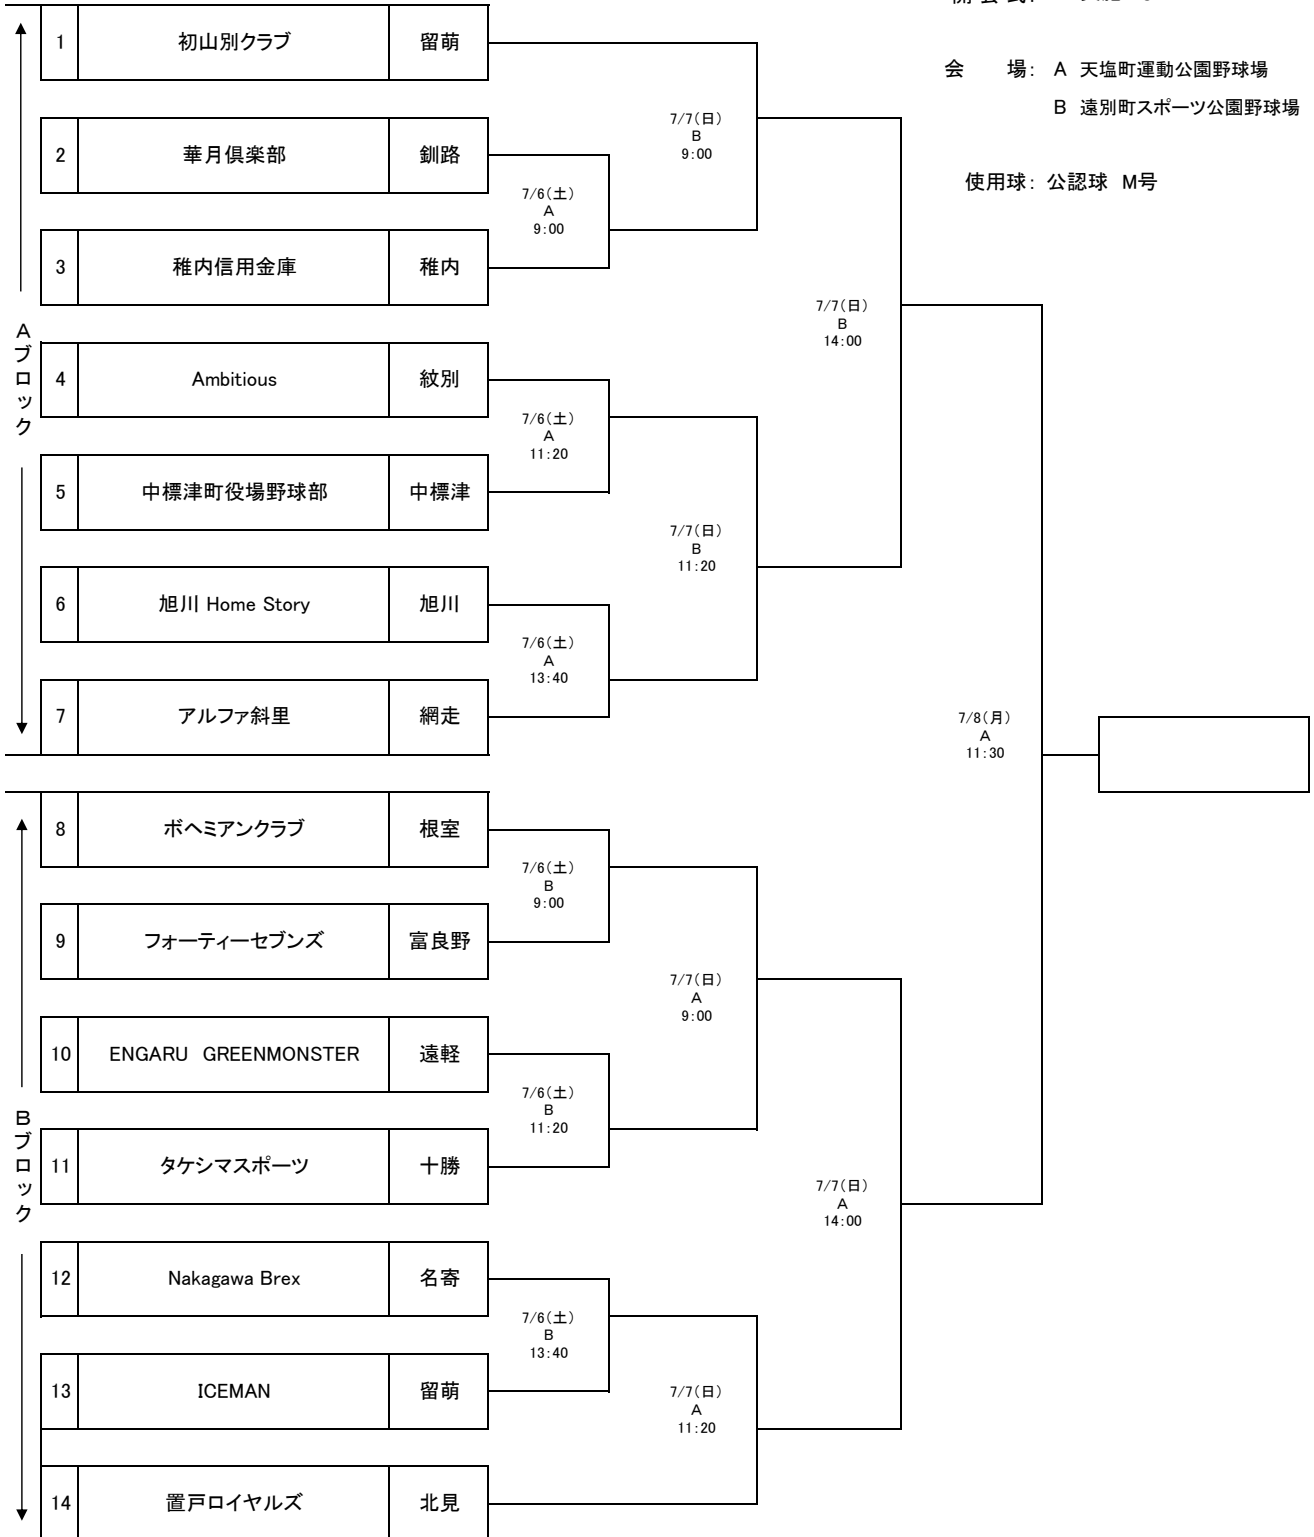 会　　場： A 天塩町運動公園野球場
B 遠別町スポーツ公園野球場
使用球： 公認球 M号
Aブロック
1 初山別クラブ 留萌
2 華月倶楽部 釧路
3 稚内信用金庫 稚内
4 Ambitious 紋別
5 中標津町役場野球部 中標津
6 旭川 Home Story 旭川
7 アルファ斜里 網走
Bブロック
8 ボヘミアンクラブ 根室
9 フォーティーセブンズ 富良野
10 ENGARU GREENMONSTER 遠軽
11 タケシマスポーツ 十勝
12 Nakagawa Brex 名寄
13 ICEMAN 留萌
14 置戸ロイヤルズ 北見
7/6(土)
A
9:00
7/6(土)
A
11:20
7/6(土)
A
13:40
7/6(土)
B
9:00
7/6(土)
B
11:20
7/6(土)
B
13:40
7/7(日)
B
9:00
7/7(日)
B
11:20
7/7(日)
A
9:00
7/7(日)
A
11:20
7/7(日)
B
14:00
7/7(日)
A
14:00
7/8(月)
A
11:30